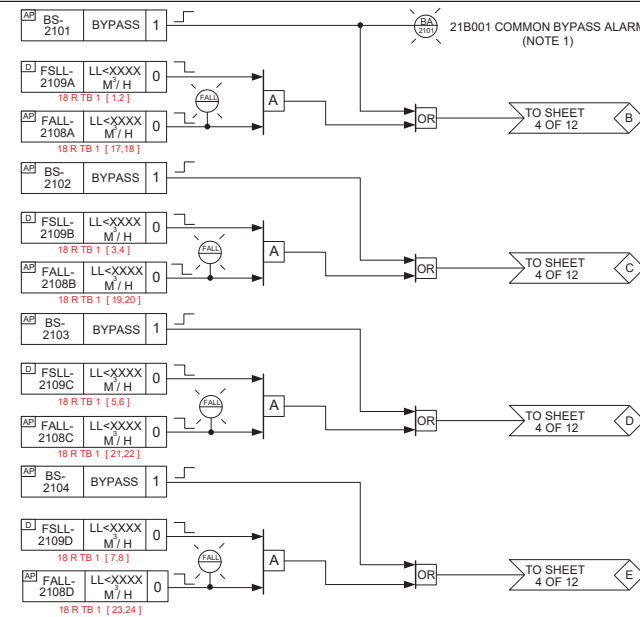 AP BS-2101 BYPASS 1
BA 2101
21B001 COMMON BYPASS ALARM
(NOTE 1)
D FSLL-2109A LL<XXXX M³/ H 0
18 R TB 1 [ 1,2 ]
FALL
A
AP FALL-2108A LL<XXXX M³/ H 0
18 R TB 1 [ 17,18 ]
OR
TO SHEET 4 OF 12 B
AP BS-2102 BYPASS 1
D FSLL-2109B LL<XXXX M³/ H 0
18 R TB 1 [ 3,4 ]
FALL
A
AP FALL-2108B LL<XXXX M³/ H 0
18 R TB 1 [ 19,20 ]
OR
TO SHEET 4 OF 12 C
AP BS-2103 BYPASS 1
D FSLL-2109C LL<XXXX M³/ H 0
18 R TB 1 [ 5,6 ]
FALL
A
AP FALL-2108C LL<XXXX M³/ H 0
18 R TB 1 [ 21,22 ]
OR
TO SHEET 4 OF 12 D
AP BS-2104 BYPASS 1
D FSLL-2109D LL<XXXX M³/ H 0
18 R TB 1 [ 7,8 ]
FALL
A
AP FALL-2108D LL<XXXX M³/ H 0
18 R TB 1 [ 23,24 ]
OR
TO SHEET 4 OF 12 E